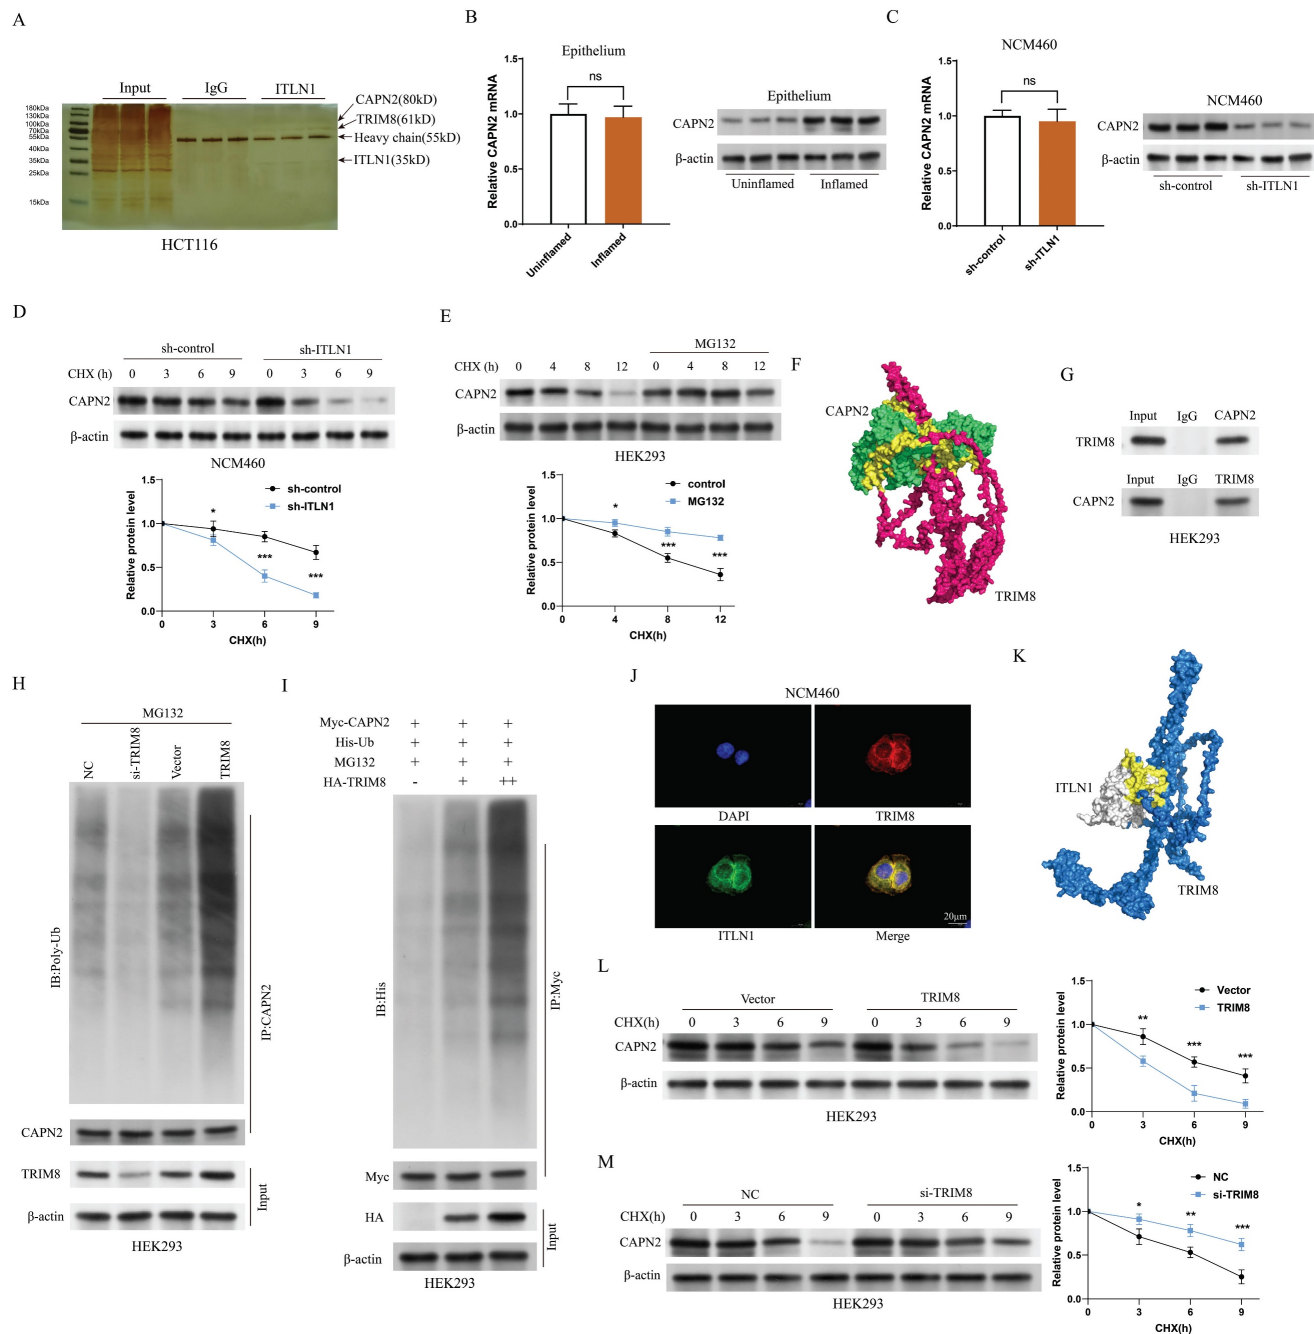 A
Input IgG ITLN1
180kDa
130kDa
100kDa
70kDa
55kDa
40kDa
35kDa
25kDa
15kDa
CAPN2(80kD)
TRIM8(61kD)
Heavy chain(55kD)
ITLN1(35kD)
HCT116
B
Epithelium
Relative CAPN2 mRNA
1.5
1.0
0.5
0.0
ns
Uninflamed
Inflamed
Epithelium
CAPN2
β-actin
Uninflamed Inflamed
C
NCM460
Relative CAPN2 mRNA
1.5
1.0
0.5
0.0
ns
sh-control
sh-ITLN1
NCM460
CAPN2
β-actin
sh-control sh-ITLN1
D
sh-control sh-ITLN1
CHX (h) 0 3 6 9 0 3 6 9
CAPN2
β-actin
NCM460
Relative protein level
1.5
1.0
0.5
0.0
sh-control
sh-ITLN1
*
***
***
0 3 6 9
CHX(h)
E
MG132
CHX (h) 0 4 8 12 0 4 8 12
CAPN2
β-actin
HEK293
Relative protein level
1.5
1.0
0.5
0.0
control
MG132
*
***
***
0 4 8 12
CHX(h)
F
CAPN2
TRIM8
G
Input IgG CAPN2
TRIM8
Input IgG TRIM8
CAPN2
HEK293
H
MG132
NC
si-TRIM8
Vector
TRIM8
IB:Poly-Ub
IP:CAPN2
CAPN2
TRIM8
β-actin
Input
HEK293
I
Myc-CAPN2 + + +
His-Ub + + +
MG132 + + +
HA-TRIM8 - + ++
IB:His
IP:Myc
Myc
HA
β-actin
Input
HEK293
J
NCM460
DAPI TRIM8
20μm
ITLN1 Merge
K
ITLN1
TRIM8
L
Vector TRIM8
CHX(h) 0 3 6 9 0 3 6 9
CAPN2
β-actin
HEK293
Relative protein level
1.5
1.0
0.5
0.0
Vector
TRIM8
**
***
***
0 3 6 9
CHX(h)
M
NC si-TRIM8
CHX(h) 0 3 6 9 0 3 6 9
CAPN2
β-actin
HEK293
Relative protein level
1.5
1.0
0.5
0.0
NC
si-TRIM8
*
**
***
0 3 6 9
CHX(h)